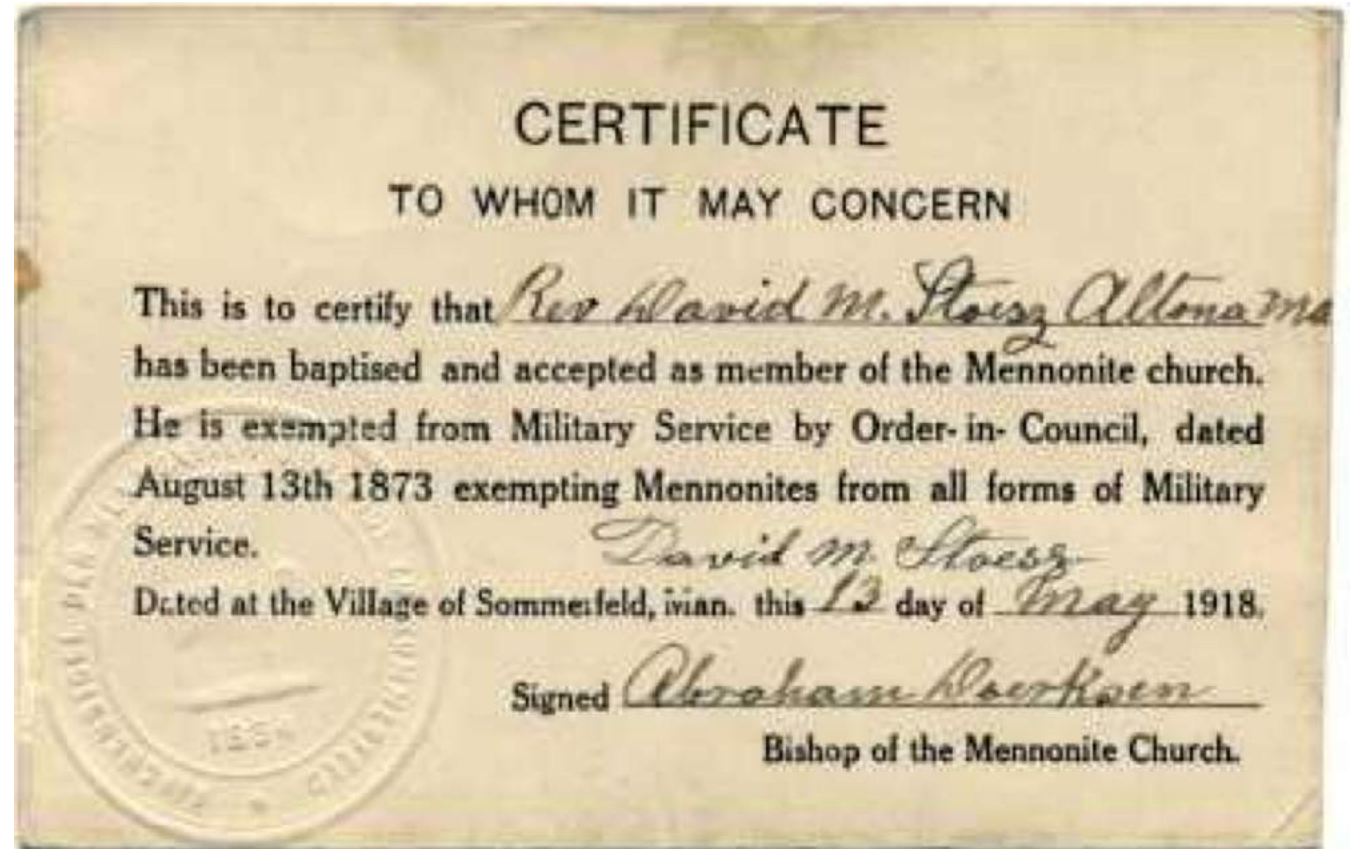 CERTIFICATE
TO WHOM IT MAY CONCERN
This is to certify that Rev David M. Stoesz Altona Ma
has been baptised and accepted as member of the Mennonite church.
He is exempted from Military Service by Order-in-Council, dated
August 13th 1873 exempting Mennonites from all forms of Military
Service. David M. Stoesz
Dated at the Village of Sommerfeld, Man. this 13 day of May 1918.
Signed Abraham Doerksen
Bishop of the Mennonite Church.